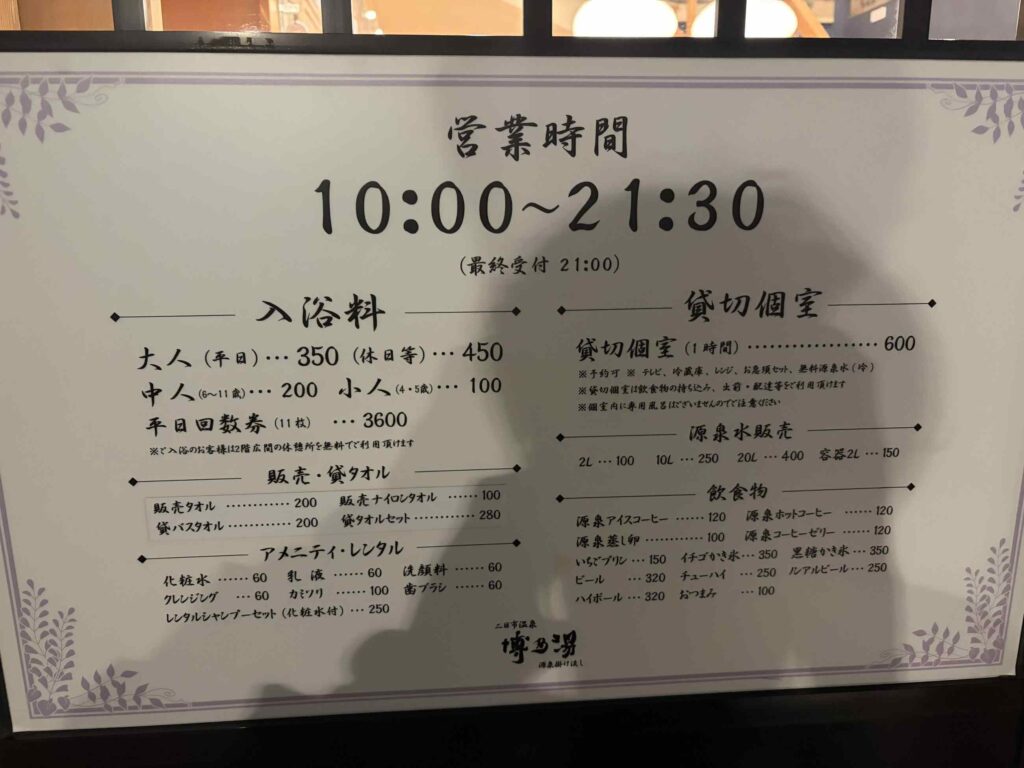 営業時間
10:00～21:30
(最終受付 21:00)
入浴料
大人(平日)…350 (休日等)…450
中人(6～11歳)…200 小人(4・5歳)…100
平日回数券(11枚) …3600
※ご入浴のお客様は2階広間の休憩所を無料でご利用頂けます
販売・貸タオル
販売タオル …………200 販売ナイロンタオル ……100
貸バスタオル …………200 貸タオルセット …………280
アメニティ・レンタル
化粧水 ……60 乳液 ……60 洗顔料 ……60
クレンジング …60 カミソリ ……100 歯ブラシ ……60
レンタルシャンプーセット(化粧水付)…250
貸切個室
貸切個室(1時間) ………………600
※予約可 ※テレビ、冷蔵庫、レンジ、お急須セット、無料源泉水(冷)
※貸切個室は飲食物の持ち込み、出前・配達等をご利用頂けます
※個室内に専用風呂はございませんのでご注意ください
源泉水販売
2L…100 10L…250 20L…400 容器2L…150
飲食物
源泉アイスコーヒー ……120 源泉ホットコーヒー ……120
源泉蒸し卵 …………100 源泉コーヒーゼリー ……120
いちごプリン…150 イチゴかき氷…350 黒糖かき氷…350
ビール …320 チューハイ …250 ノンアルビール…250
ハイボール…320 おつまみ …100
二日市温泉
博多湯
源泉掛け流し